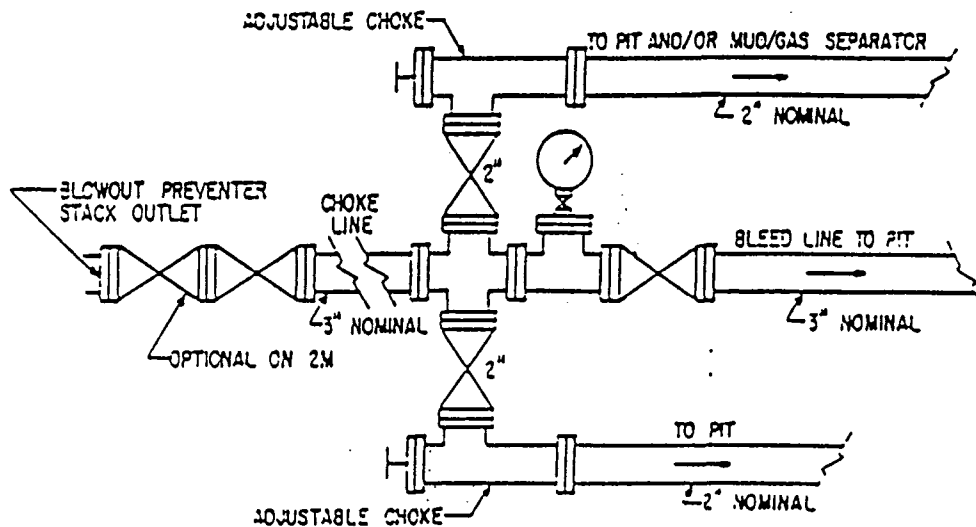 ADJUSTABLE CHOKE
TO PIT AND/OR MUD/GAS SEPARATOR
2" NOMINAL
2"
BLOWOUT PREVENTER
STACK OUTLET
CHOKE
LINE
BLEED LINE TO PIT
3" NOMINAL
3" NOMINAL
OPTIONAL ON 2M
2"
TO PIT
2" NOMINAL
ADJUSTABLE CHOKE